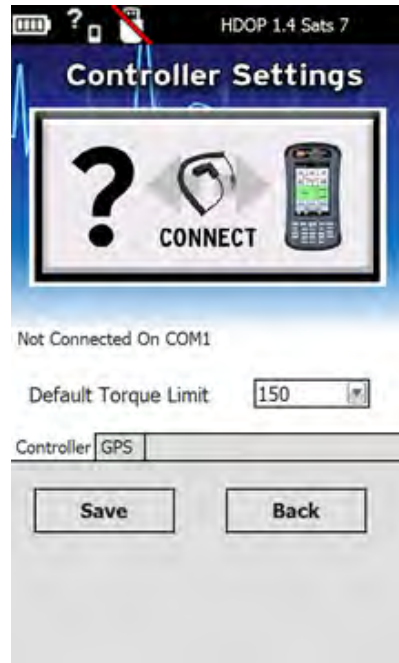 ? HDOP 1.4 Sats 7
Controller Settings
?
CONNECT
Not Connected On COM1
Default Torque Limit 150
Controller GPS
Save Back